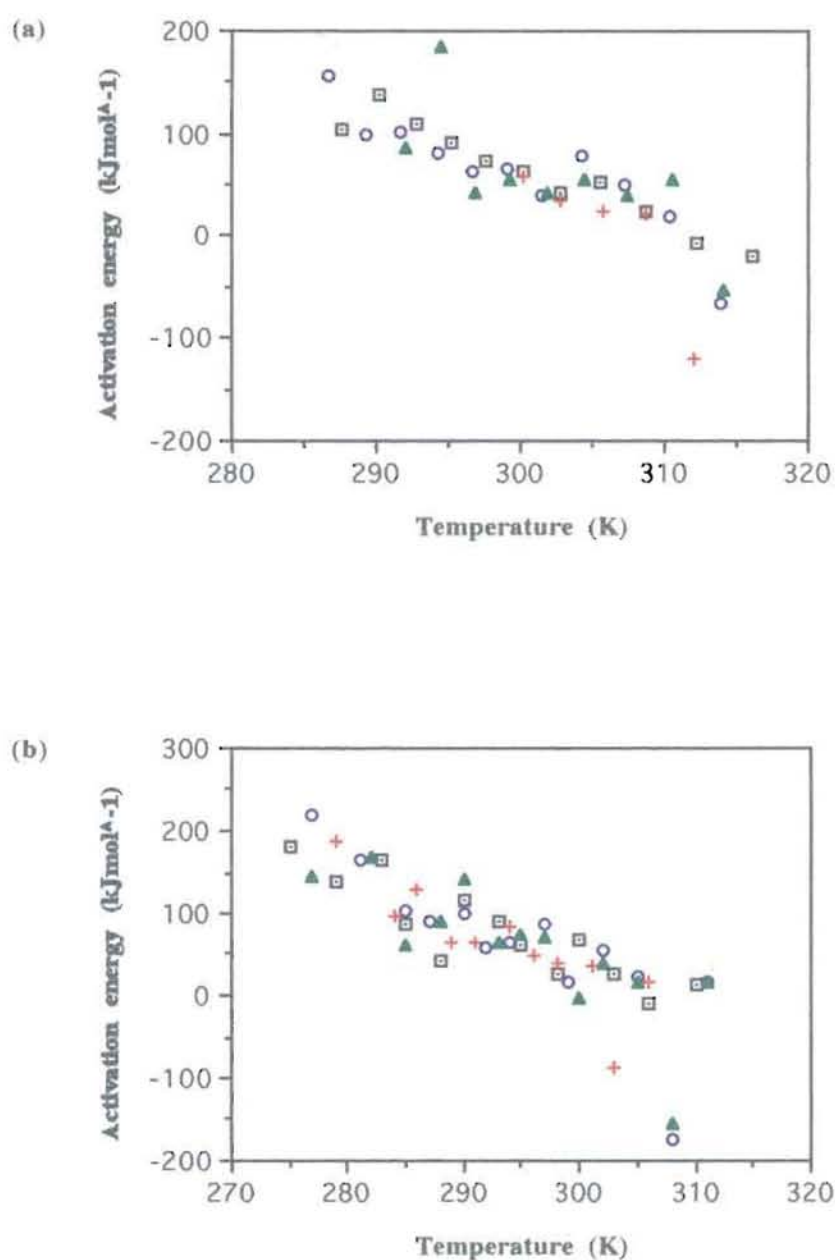 (a)
200
100
0
-100
-200
Activation energy (kJmol^-1)
280 290 300 310 320
Temperature (K)
(b)
300
200
100
0
-100
-200
Activation energy (kJmol^-1)
270 280 290 300 310 320
Temperature (K)